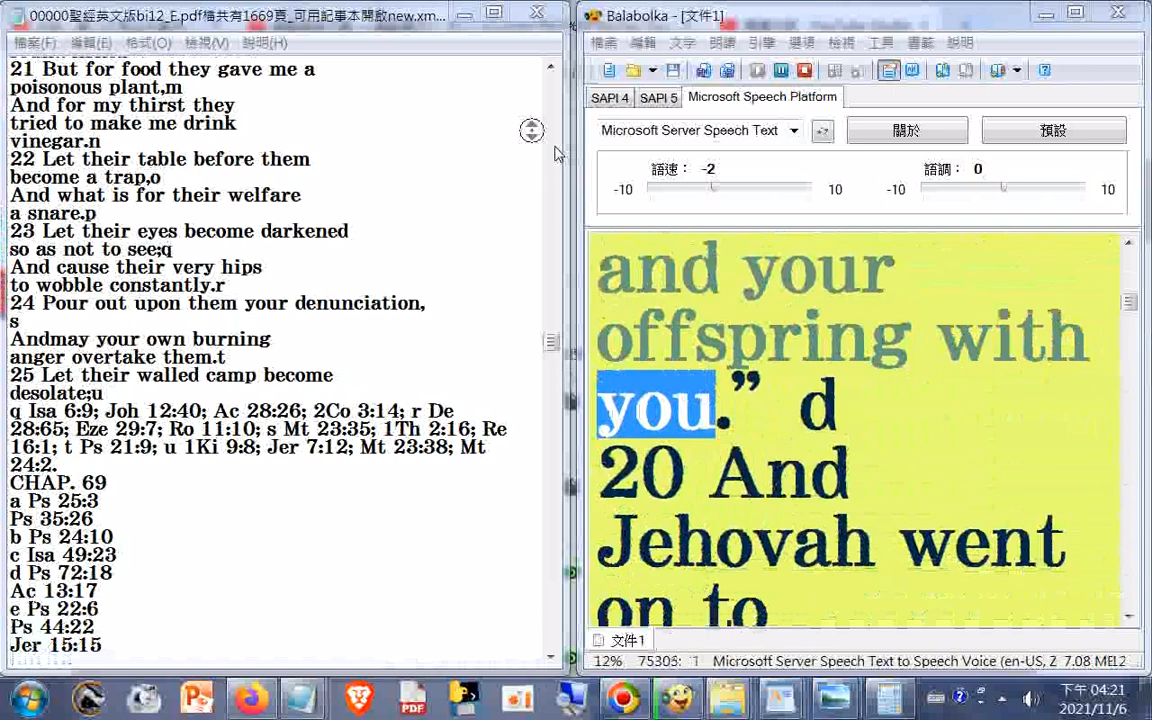 00000聖經英文版bi12_E.pdf檔共有1669頁_可用記事本開啟new.xm...
檔案(F) 編輯(E) 格式(O) 檢視(V) 說明(H)
21 But for food they gave me a
poisonous plant,m
And for my thirst they
tried to make me drink
vinegar.n
22 Let their table before them
become a trap,o
And what is for their welfare
a snare.p
23 Let their eyes become darkened
so as not to see;q
And cause their very hips
to wobble constantly.r
24 Pour out upon them your denunciation,
s
Andmay your own burning
anger overtake them.t
25 Let their walled camp become
desolate;u
q Isa 6:9; Joh 12:40; Ac 28:26; 2Co 3:14; r De
28:65; Eze 29:7; Ro 11:10; s Mt 23:35; 1Th 2:16; Re
16:1; t Ps 21:9; u 1Ki 9:8; Jer 7:12; Mt 23:38; Mt
24:2.
CHAP. 69
a Ps 25:3
Ps 35:26
b Ps 24:10
c Isa 49:23
d Ps 72:18
Ac 13:17
e Ps 22:6
Ps 44:22
Jer 15:15
Balabolka - [文件1]
檔案 編輯 文字 朗讀 引擎 選項 檢視 工具 書籤 說明
SAPI 4 SAPI 5 Microsoft Speech Platform
Microsoft Server Speech Text 關於 預設
語速： -2 語調： 0
-10 10 -10 10
and your
offspring with
you.” d
20 And
Jehovah went
on to
文件1
12% 75305: 1 Microsoft Server Speech Text to Speech Voice (en-US, Z 7.08 ME12
PDF
下午 04:21
2021/11/6